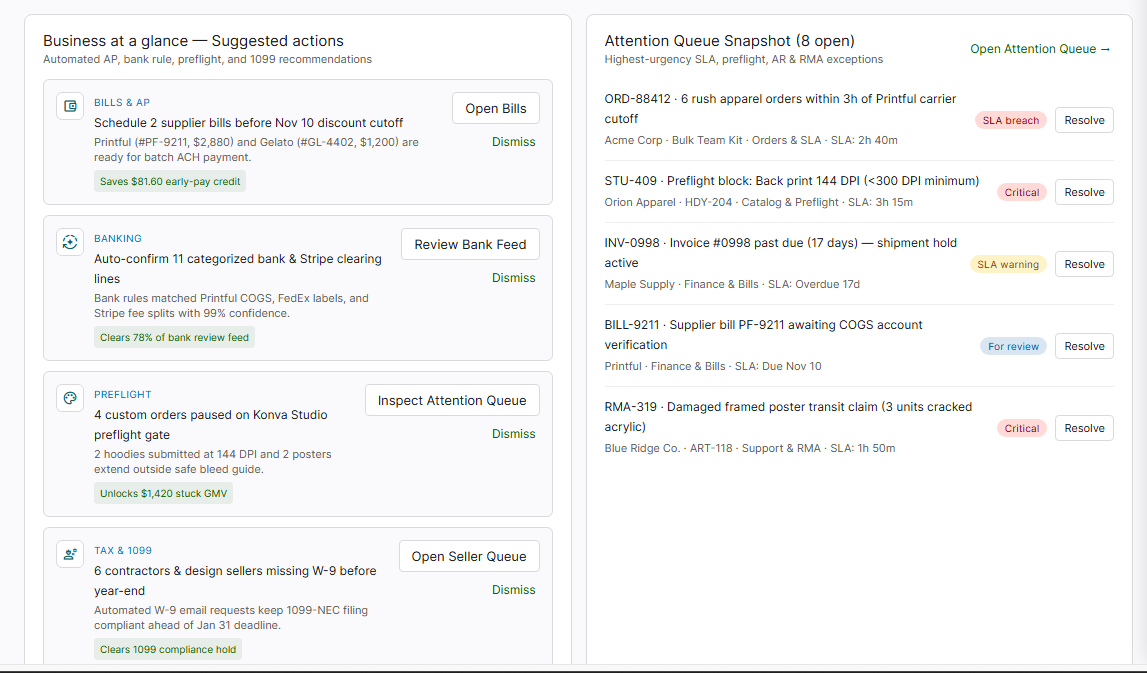 Business at a glance — Suggested actions
Automated AP, bank rule, preflight, and 1099 recommendations
BILLS & AP
Schedule 2 supplier bills before Nov 10 discount cutoff
Printful (#PF-9211, $2,880) and Gelato (#GL-4402, $1,200) are
ready for batch ACH payment.
Saves $81.60 early-pay credit
Open Bills
Dismiss
BANKING
Auto-confirm 11 categorized bank & Stripe clearing
lines
Bank rules matched Printful COGS, FedEx labels, and
Stripe fee splits with 99% confidence.
Clears 78% of bank review feed
Review Bank Feed
Dismiss
PREFLIGHT
4 custom orders paused on Konva Studio
preflight gate
2 hoodies submitted at 144 DPI and 2 posters
extend outside safe bleed guide.
Unlocks $1,420 stuck GMV
Inspect Attention Queue
Dismiss
TAX & 1099
6 contractors & design sellers missing W-9 before
year-end
Automated W-9 email requests keep 1099-NEC filing
compliant ahead of Jan 31 deadline.
Clears 1099 compliance hold
Open Seller Queue
Dismiss
Attention Queue Snapshot (8 open)
Highest-urgency SLA, preflight, AR & RMA exceptions
Open Attention Queue →
ORD-88412 · 6 rush apparel orders within 3h of Printful carrier
cutoff
Acme Corp · Bulk Team Kit · Orders & SLA · SLA: 2h 40m
SLA breach
Resolve
STU-409 · Preflight block: Back print 144 DPI (<300 DPI minimum)
Orion Apparel · HDY-204 · Catalog & Preflight · SLA: 3h 15m
Critical
Resolve
INV-0998 · Invoice #0998 past due (17 days) — shipment hold
active
Maple Supply · Finance & Bills · SLA: Overdue 17d
SLA warning
Resolve
BILL-9211 · Supplier bill PF-9211 awaiting COGS account
verification
Printful · Finance & Bills · SLA: Due Nov 10
For review
Resolve
RMA-319 · Damaged framed poster transit claim (3 units cracked
acrylic)
Blue Ridge Co. · ART-118 · Support & RMA · SLA: 1h 50m
Critical
Resolve